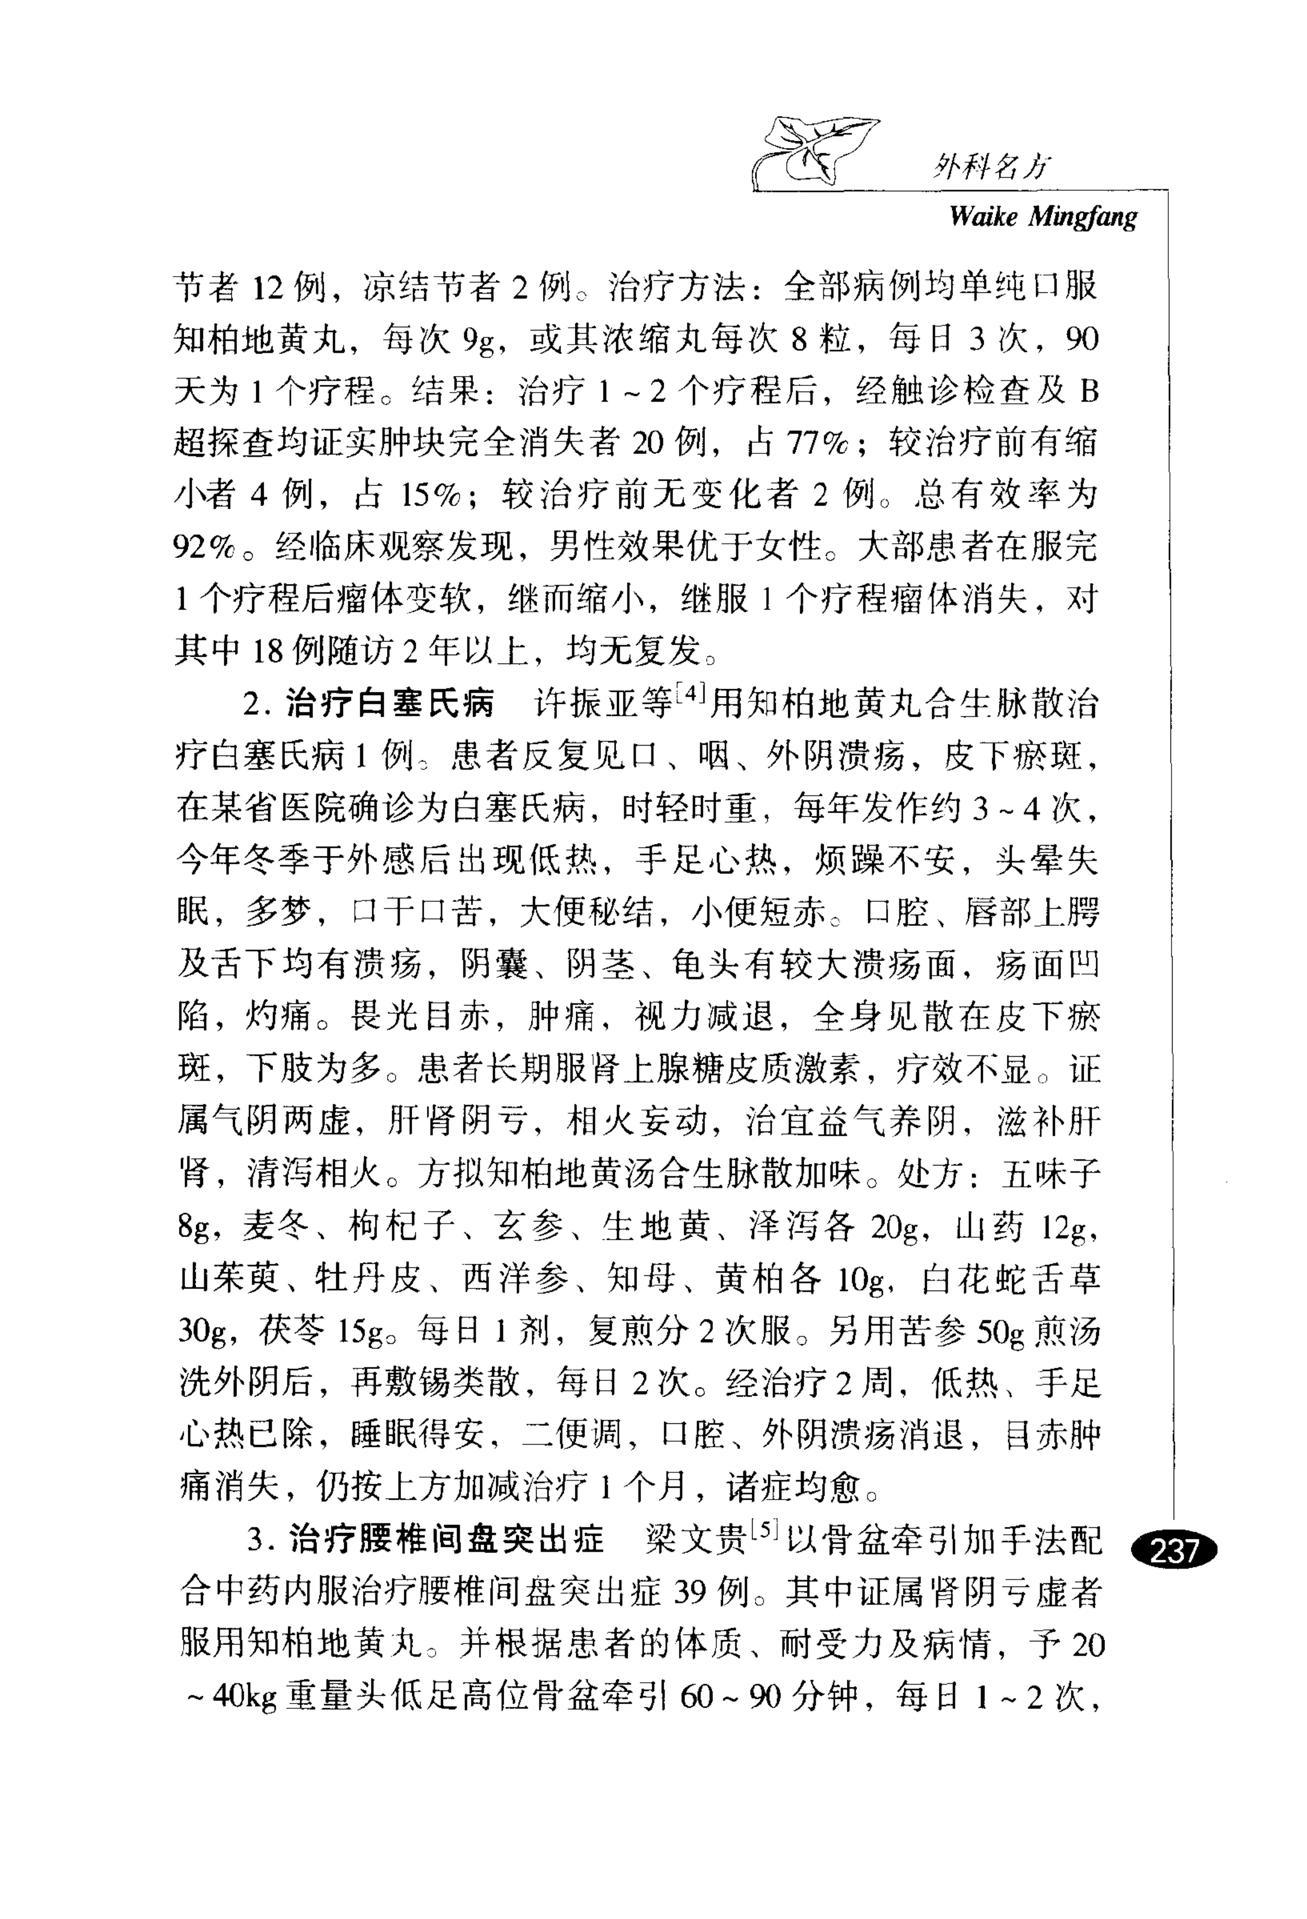 外科名方
Waike Mingfang
节者 12 例，凉结节者 2 例。治疗方法：全部病例均单纯口服
知柏地黄丸，每次 9g，或其浓缩丸每次 8 粒，每日 3 次，90
天为 1 个疗程。结果：治疗 1～2 个疗程后，经触诊检查及 B
超探查均证实肿块完全消失者 20 例，占 77%；较治疗前有缩
小者 4 例，占 15%；较治疗前无变化者 2 例。总有效率为
92%。经临床观察发现，男性效果优于女性。大部患者在服完
1 个疗程后瘤体变软，继而缩小，继服 1 个疗程瘤体消失，对
其中 18 例随访 2 年以上，均无复发。
2. 治疗白塞氏病　许振亚等[4]用知柏地黄丸合生脉散治
疗白塞氏病 1 例。患者反复见口、咽、外阴溃疡，皮下瘀斑，
在某省医院确诊为白塞氏病，时轻时重，每年发作约 3～4 次，
今年冬季于外感后出现低热，手足心热，烦躁不安，头晕失
眠，多梦，口干口苦，大便秘结，小便短赤。口腔、唇部上腭
及舌下均有溃疡，阴囊、阴茎、龟头有较大溃疡面，疡面凹
陷，灼痛。畏光目赤，肿痛，视力减退，全身见散在皮下瘀
斑，下肢为多。患者长期服肾上腺糖皮质激素，疗效不显。证
属气阴两虚，肝肾阴亏，相火妄动，治宜益气养阴，滋补肝
肾，清泻相火。方拟知柏地黄汤合生脉散加味。处方：五味子
8g，麦冬、枸杞子、玄参、生地黄、泽泻各 20g，山药 12g，
山茱萸、牡丹皮、西洋参、知母、黄柏各 10g，白花蛇舌草
30g，茯苓 15g。每日 1 剂，复煎分 2 次服。另用苦参 50g 煎汤
洗外阴后，再敷锡类散，每日 2 次。经治疗 2 周，低热、手足
心热已除，睡眠得安，二便调，口腔、外阴溃疡消退，目赤肿
痛消失，仍按上方加减治疗 1 个月，诸症均愈。
3. 治疗腰椎间盘突出症　梁文贵[5]以骨盆牵引加手法配
合中药内服治疗腰椎间盘突出症 39 例。其中证属肾阴亏虚者
服用知柏地黄丸。并根据患者的体质、耐受力及病情，予 20
～40kg 重量头低足高位骨盆牵引 60～90 分钟，每日 1～2 次，
237